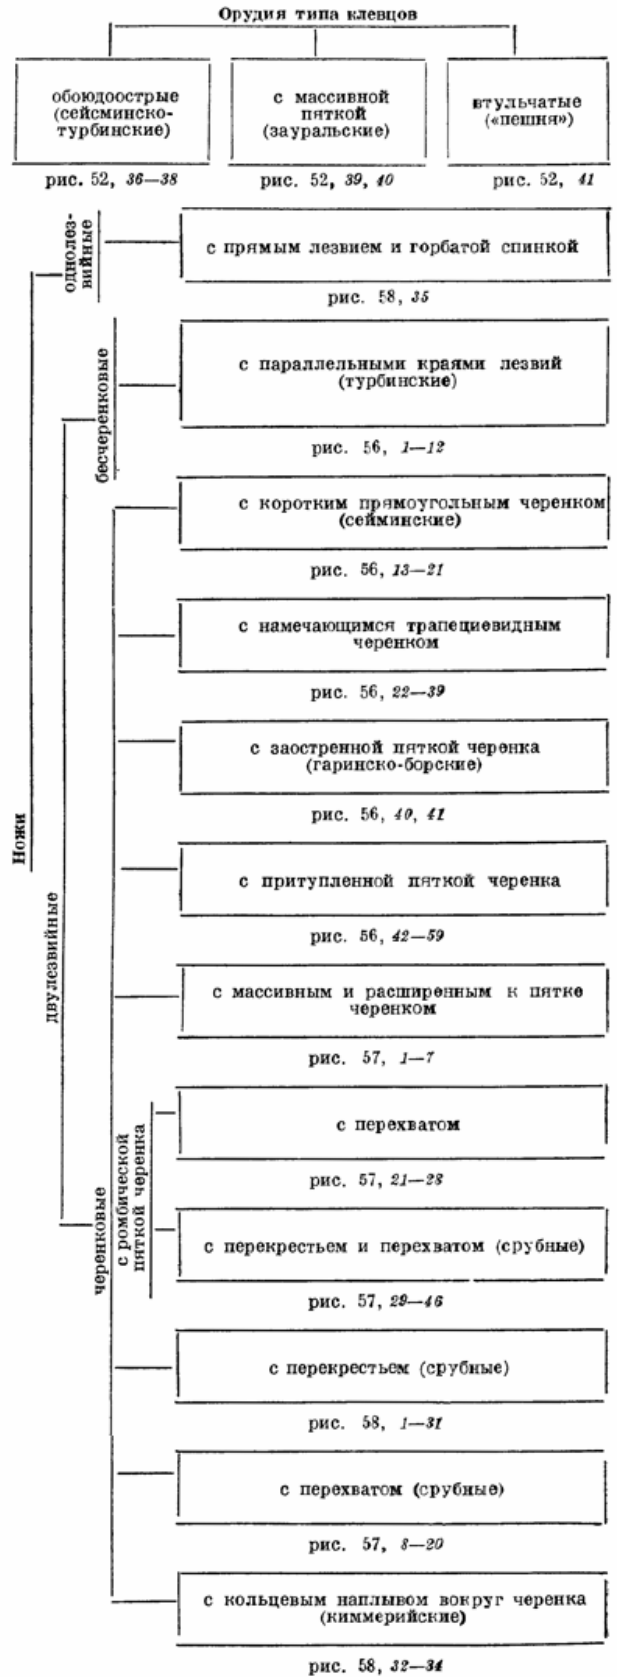 Орудия типа клевцов
обоюдоострые
(сейсминско-
турбинские)
с массивной
пяткой
(зауральские)
втульчатые
(«пешня»)
рис. 52, 36—38
рис. 52, 39, 40
рис. 52, 41
Ножи
однолез-
вийные
с прямым лезвием и горбатой спинкой
рис. 58, 35
двулезвийные
бесчеренковые
с параллельными краями лезвий
(турбинские)
рис. 56, 1—12
черенковые
с коротким прямоугольным черенком
(сейминские)
рис. 56, 13—21
с намечающимся трапециевидным
черенком
рис. 56, 22—39
с заостренной пяткой черенка
(гаринско-борские)
рис. 56, 40, 41
с притупленной пяткой черенка
рис. 56, 42—59
с массивным и расширенным к пятке
черенком
рис. 57, 1—7
с ромбической
пяткой черенка
с перехватом
рис. 57, 21—28
с перекрестьем и перехватом (срубные)
рис. 57, 29—46
с перекрестьем (срубные)
рис. 58, 1—31
с перехватом (срубные)
рис. 57, 8—20
с кольцевым наплывом вокруг черенка
(киммерийские)
рис. 58, 32—34